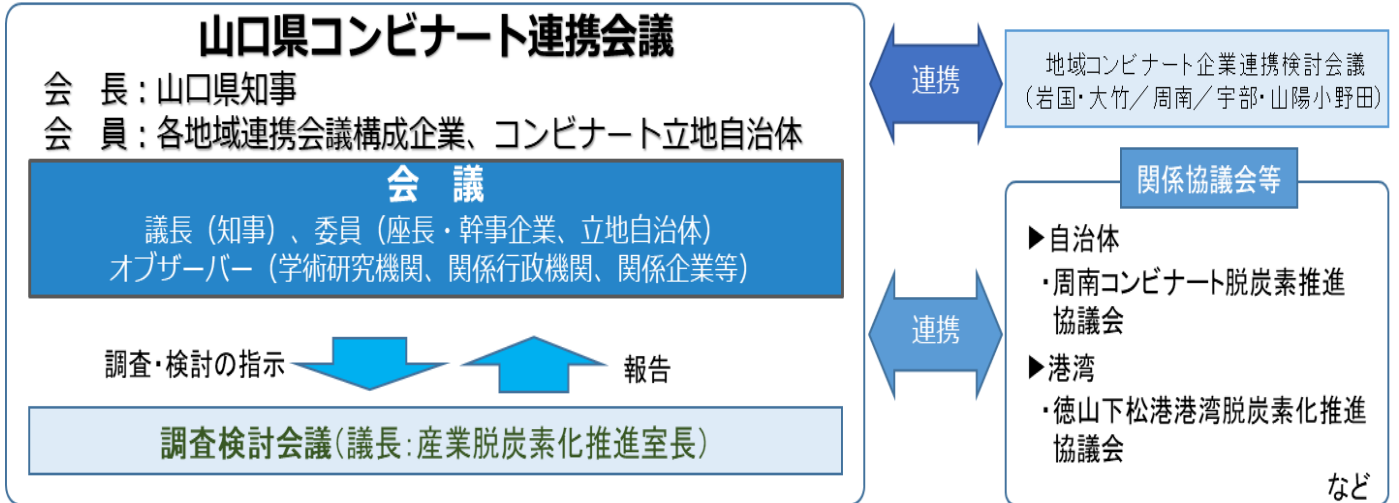 山口県コンビナート連携会議
会　長：山口県知事
会　員：各地域連携会議構成企業、コンビナート立地自治体
会　議
議長（知事）、委員（座長・幹事企業、立地自治体）
オブザーバー（学術研究機関、関係行政機関、関係企業等）
調査・検討の指示
報告
調査検討会議（議長：産業脱炭素化推進室長）
連携
地域コンビナート企業連携検討会議
（岩国・大竹／周南／宇部・山陽小野田）
連携
関係協議会等
▶自治体
・周南コンビナート脱炭素推進
協議会
▶港湾
・徳山下松港港湾脱炭素化推進
協議会
など